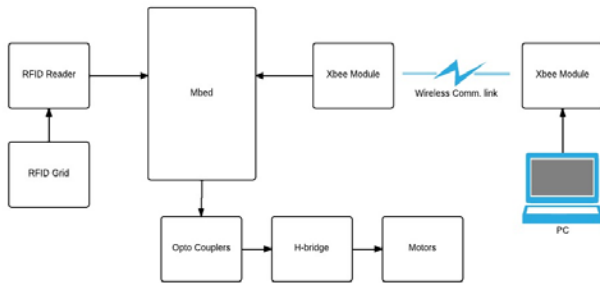 RFID Reader
Mbed
Xbee Module
Wireless Comm. link
Xbee Module
RFID Grid
PC
Opto Couplers
H-bridge
Motors